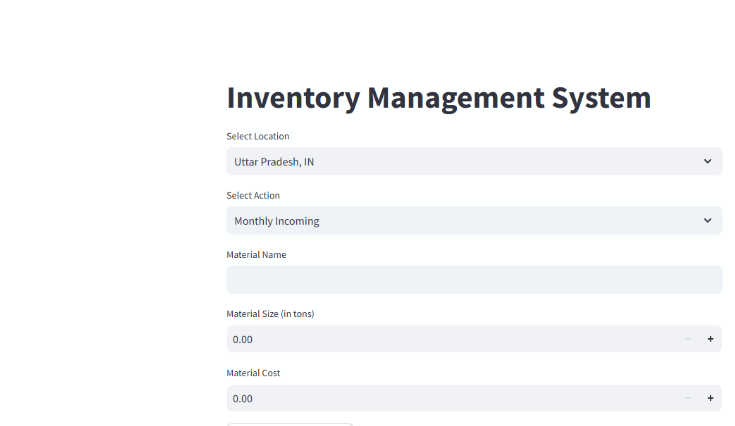 Inventory Management System
Select Location
Uttar Pradesh, IN
Select Action
Monthly Incoming
Material Name
Material Size (in tons)
0.00
Material Cost
0.00